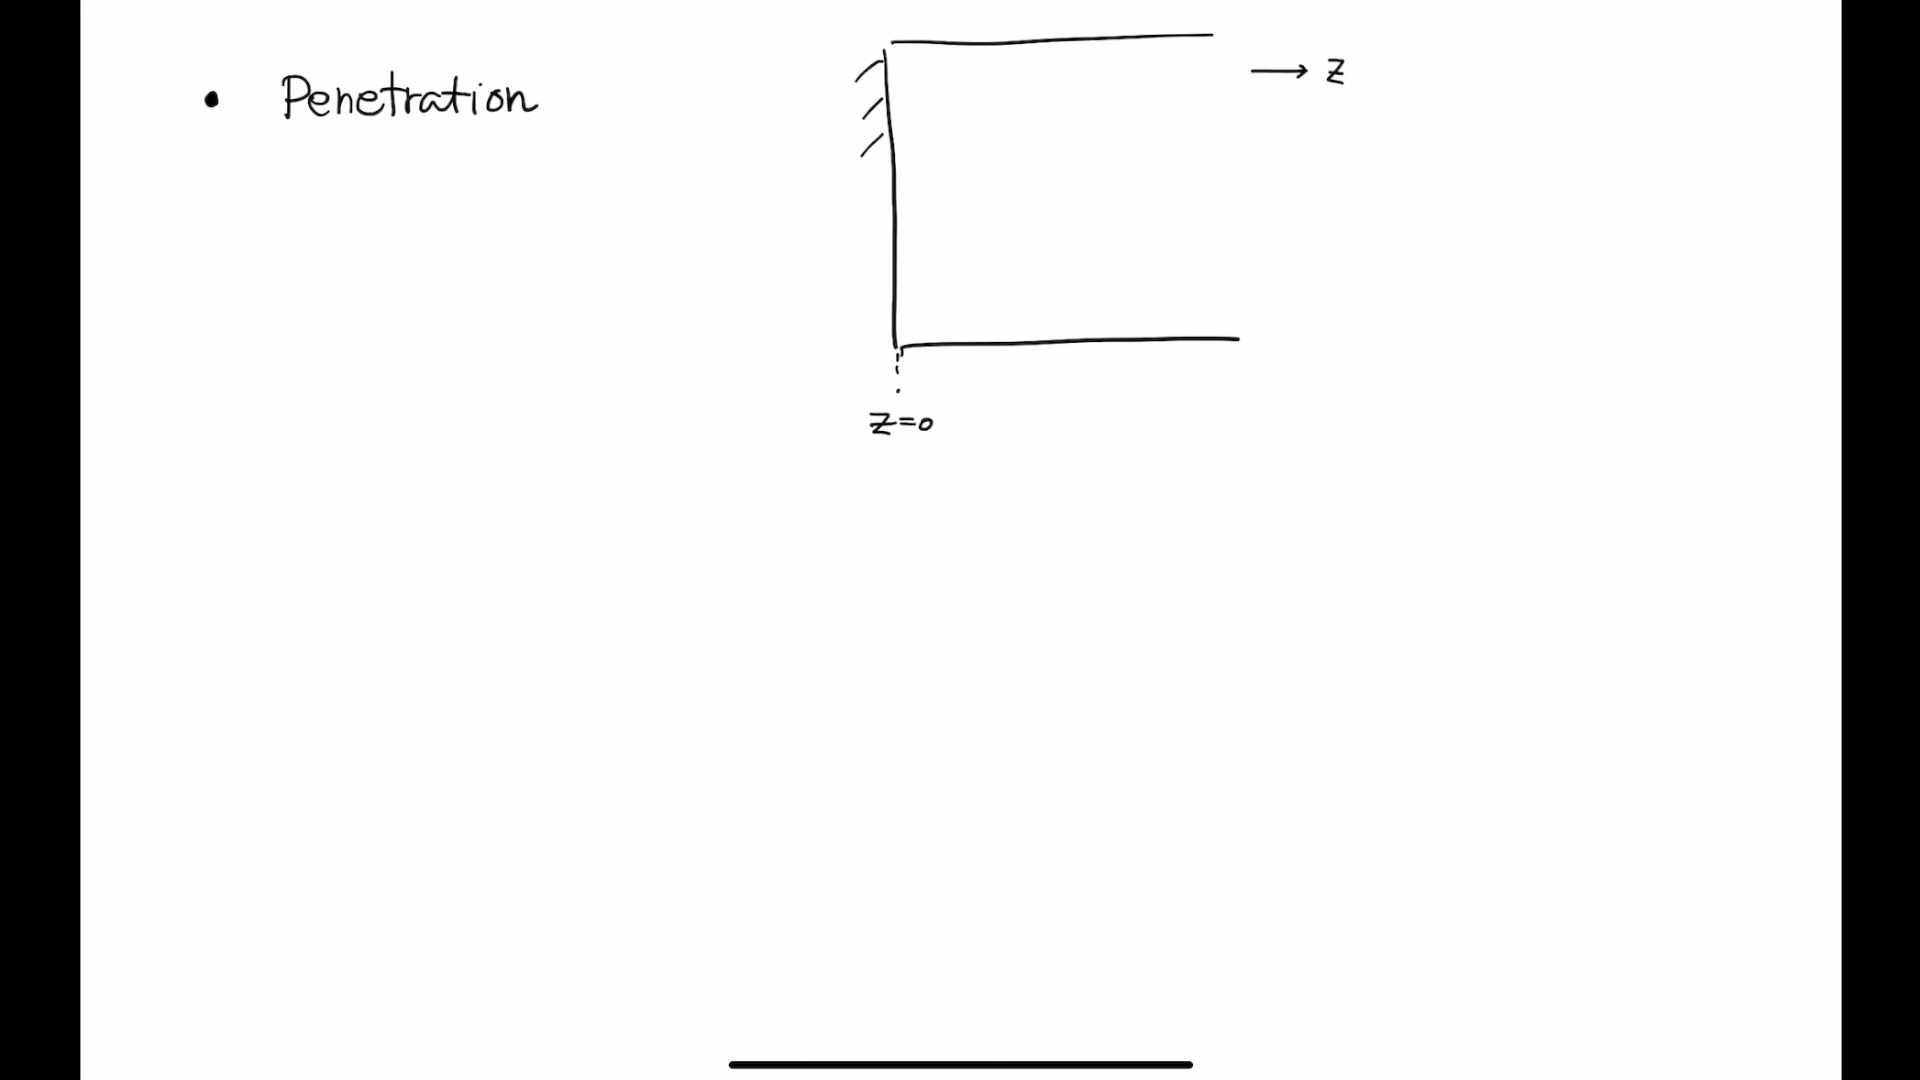 • Penetration
→ z
z=0